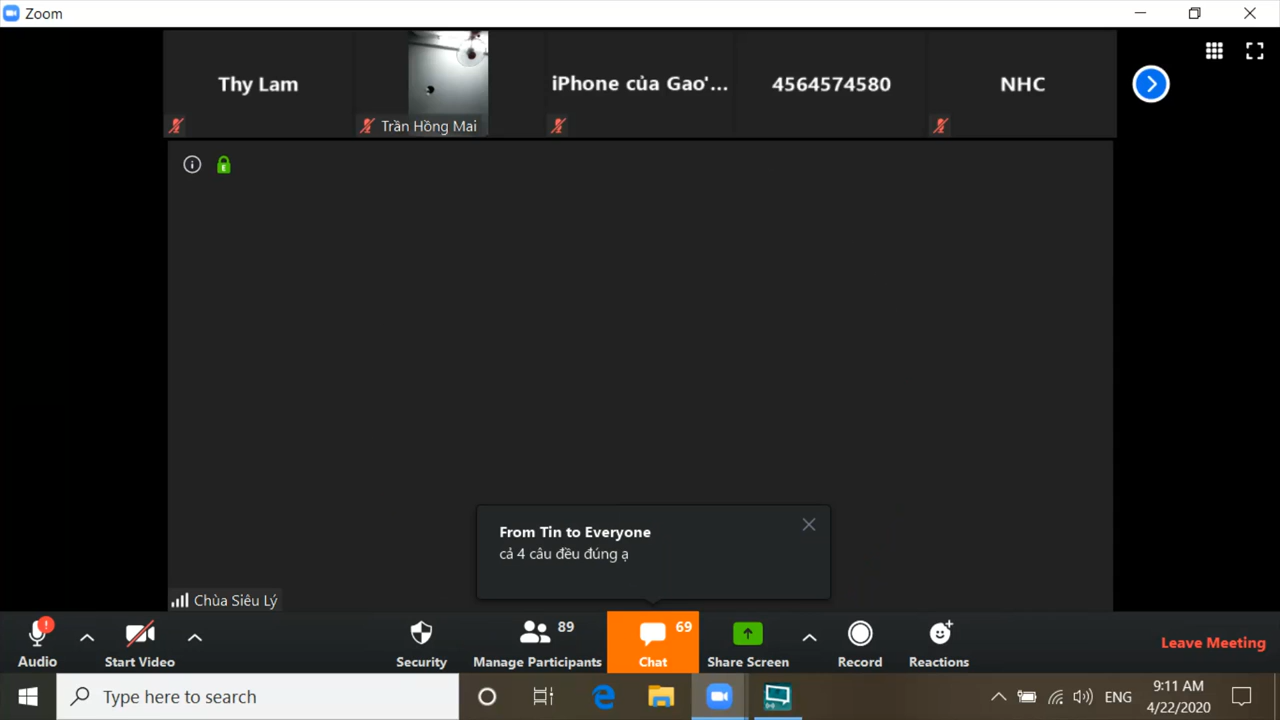 Zoom
Thy Lam
Trần Hồng Mai
iPhone của Gao'...
4564574580
NHC
From Tin to Everyone
cả 4 câu đều đúng ạ
Chùa Siêu Lý
Audio
Start Video
Security
89
Manage Participants
69
Chat
Share Screen
Record
Reactions
Leave Meeting
Type here to search
ENG
9:11 AM
4/22/2020